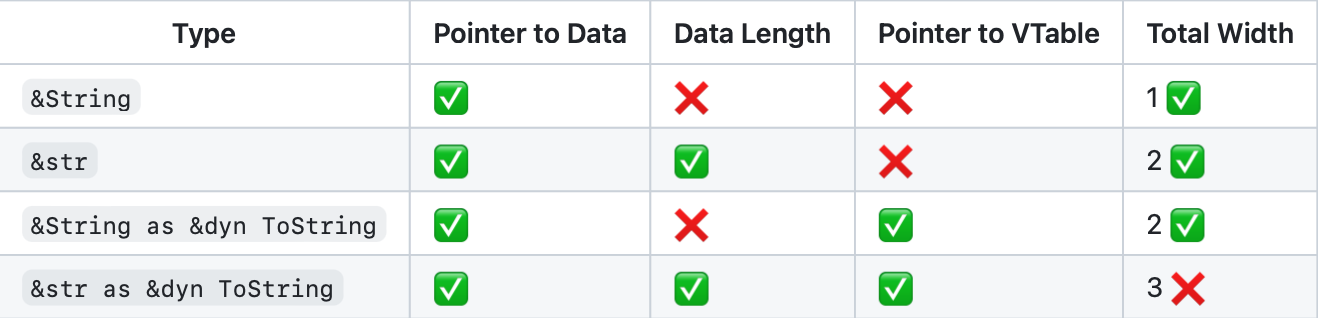 Type Pointer to Data Data Length Pointer to VTable Total Width
&String ✅ ❌ ❌ 1 ✅
&str ✅ ✅ ❌ 2 ✅
&String as &dyn ToString ✅ ❌ ✅ 2 ✅
&str as &dyn ToString ✅ ✅ ✅ 3 ❌